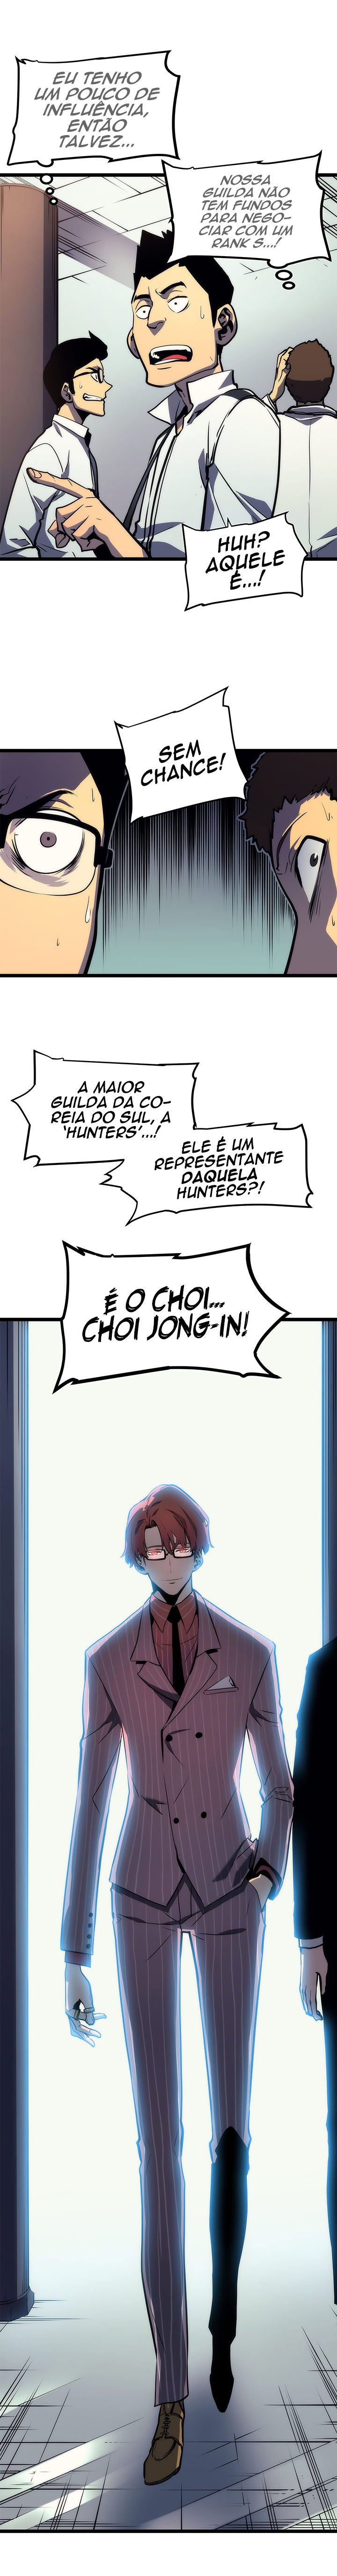 EU TENHO
UM POUCO DE
INFLUÊNCIA,
ENTÃO
TALVEZ...
NOSSA
GUILDA NÃO
TEM FUNDOS
PARA NEGO-
CIAR COM UM
RANK S...!
HUH?
AQUELE
É...!
SEM
CHANCE!
A MAIOR
GUILDA DA CO-
REIA DO SUL, A
'HUNTERS'...!
ELE É UM
REPRESENTANTE
DAQUELA
HUNTERS?!
É O CHOI...
CHOI JONG-IN!